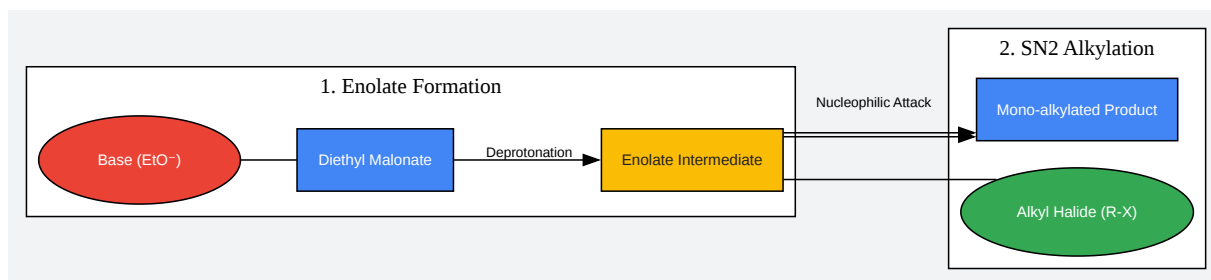 1. Enolate Formation
Base (EtO⁻)
Diethyl Malonate
Deprotonation
Enolate Intermediate
Nucleophilic Attack
2. SN2 Alkylation
Mono-alkylated Product
Alkyl Halide (R-X)